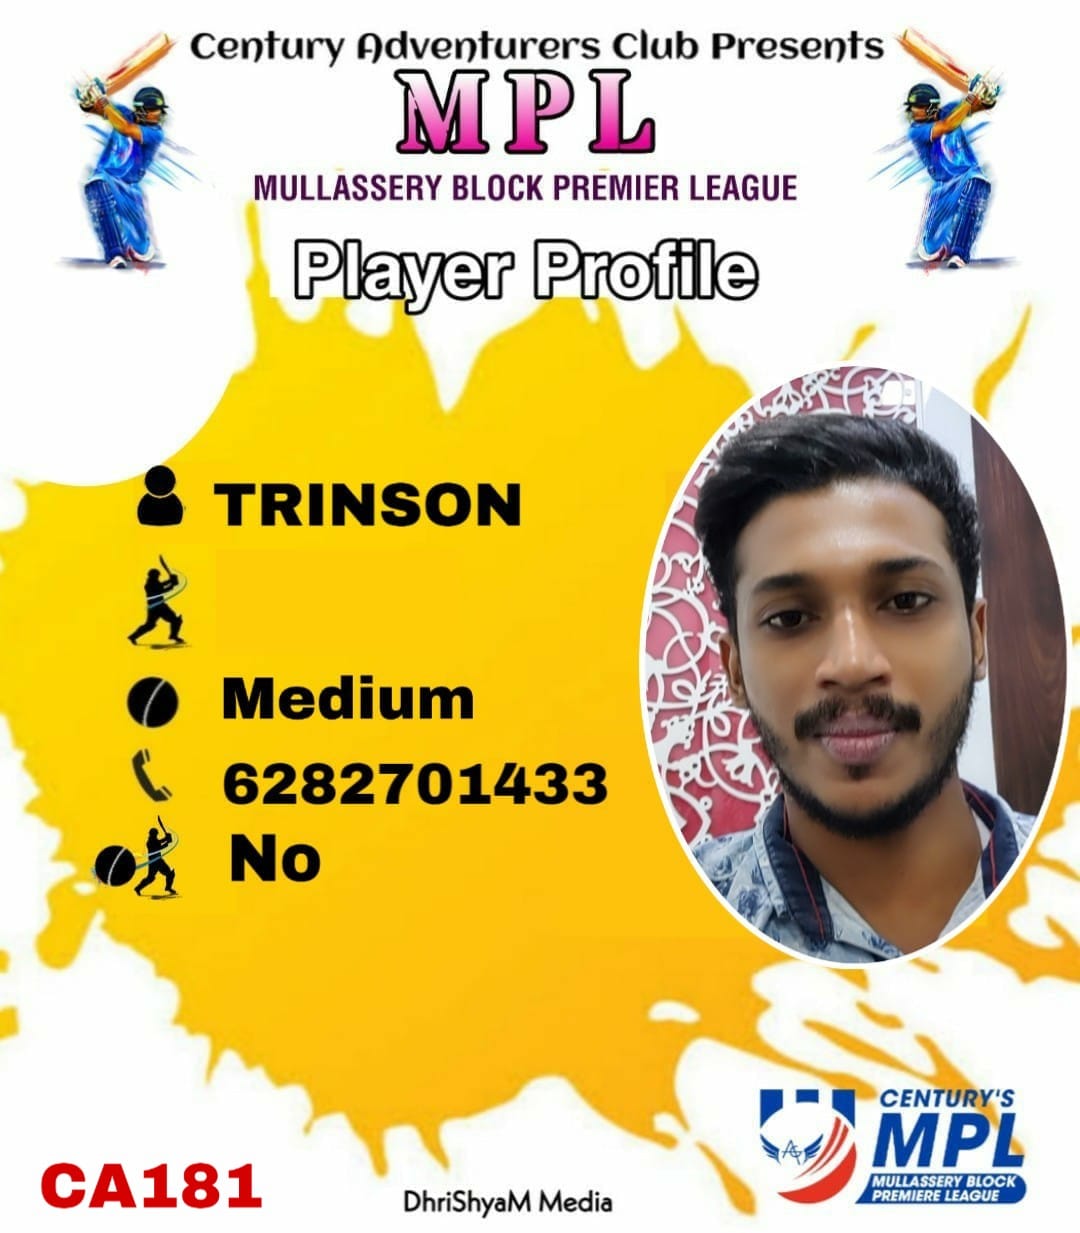 Century Adventurers Club Presents
MPL
MULLASSERY BLOCK PREMIER LEAGUE
Player Profile
TRINSON
Medium
6282701433
No
CA181
DhriShyaM Media
CENTURY'S
MPL
MULLASSERY BLOCK
PREMIERE LEAGUE